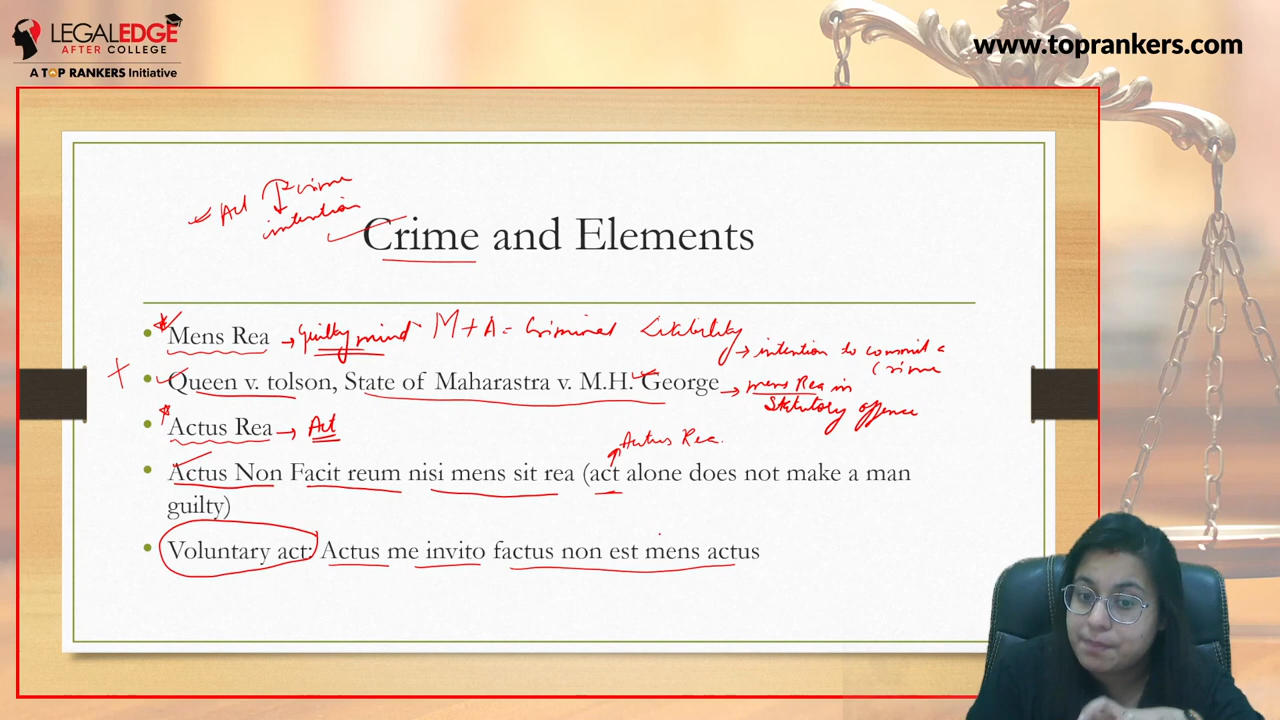 LEGALEDGE
AFTER COLLEGE
A TOP RANKERS Initiative
www.toprankers.com
Act Crime
intention
Crime and Elements
• Mens Rea → guilty mind M + A = Criminal Liability
→ intention to commit a
Crime
• Queen v. tolson, State of Maharastra v. M.H. George → mens Rea in
Statutory offence
• Actus Rea → Act
Actus Rea.
• Actus Non Facit reum nisi mens sit rea (act alone does not make a man
guilty)
• Voluntary act: Actus me invito factus non est mens actus